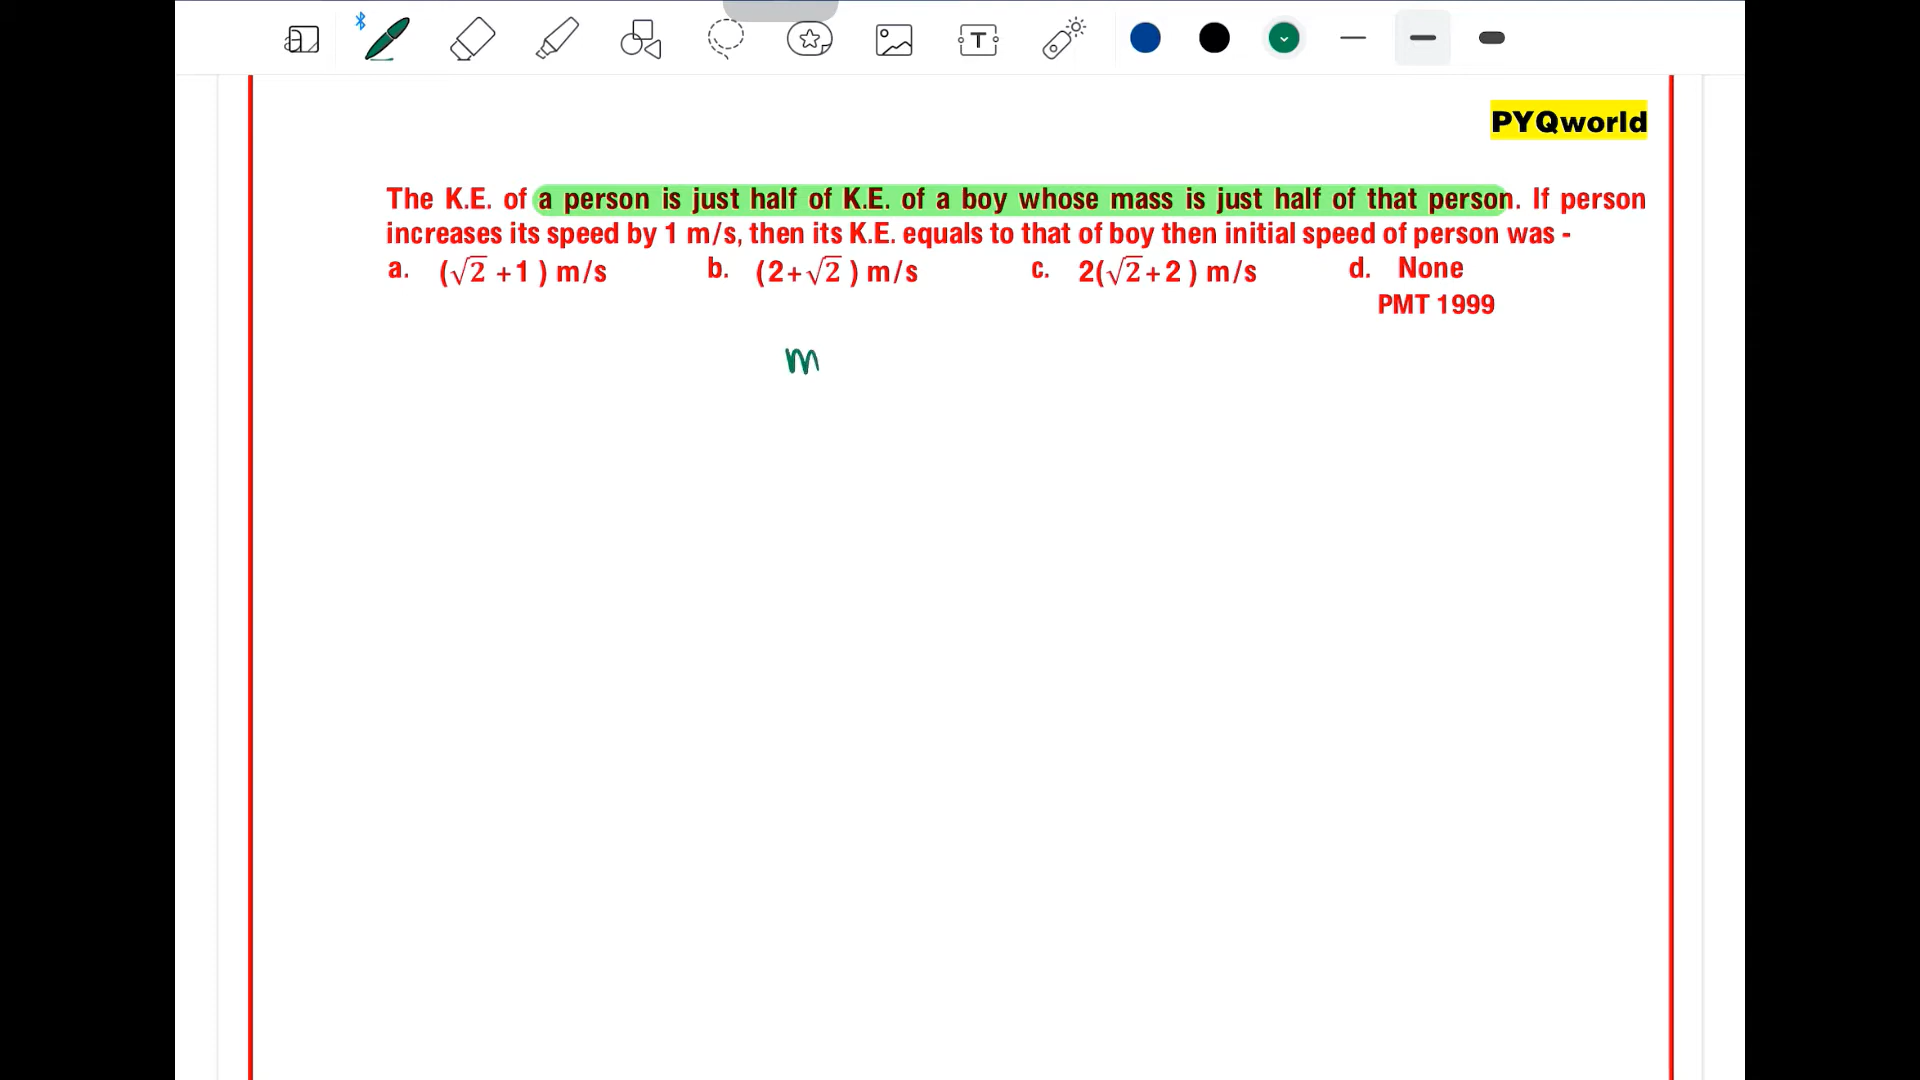 PYQworld
The K.E. of a person is just half of K.E. of a boy whose mass is just half of that person. If person
increases its speed by 1 m/s, then its K.E. equals to that of boy then initial speed of person was -
a. (√2 +1 ) m/s b. (2+√2 ) m/s c. 2(√2+2 ) m/s d. None
PMT 1999
m